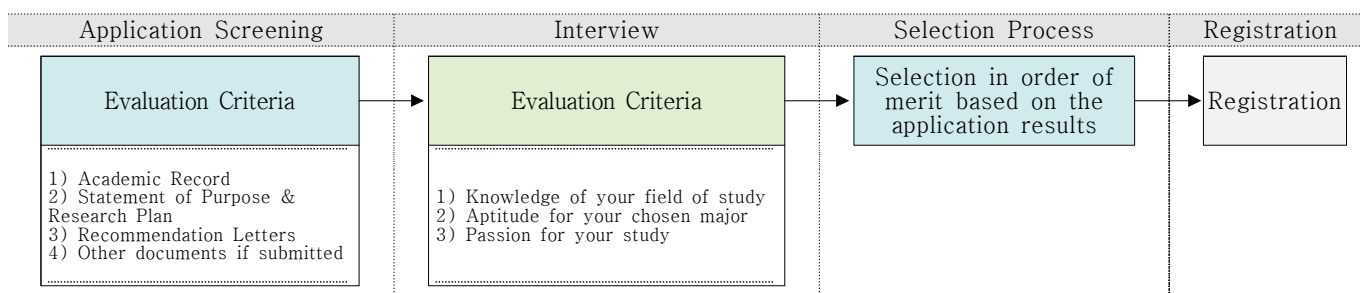 Application Screening
Interview
Selection Process
Registration
Evaluation Criteria
Evaluation Criteria
Selection in order of
merit based on the
application results
Registration
1) Academic Record
2) Statement of Purpose &
Research Plan
3) Recommendation Letters
4) Other documents if submitted
1) Knowledge of your field of study
2) Aptitude for your chosen major
3) Passion for your study